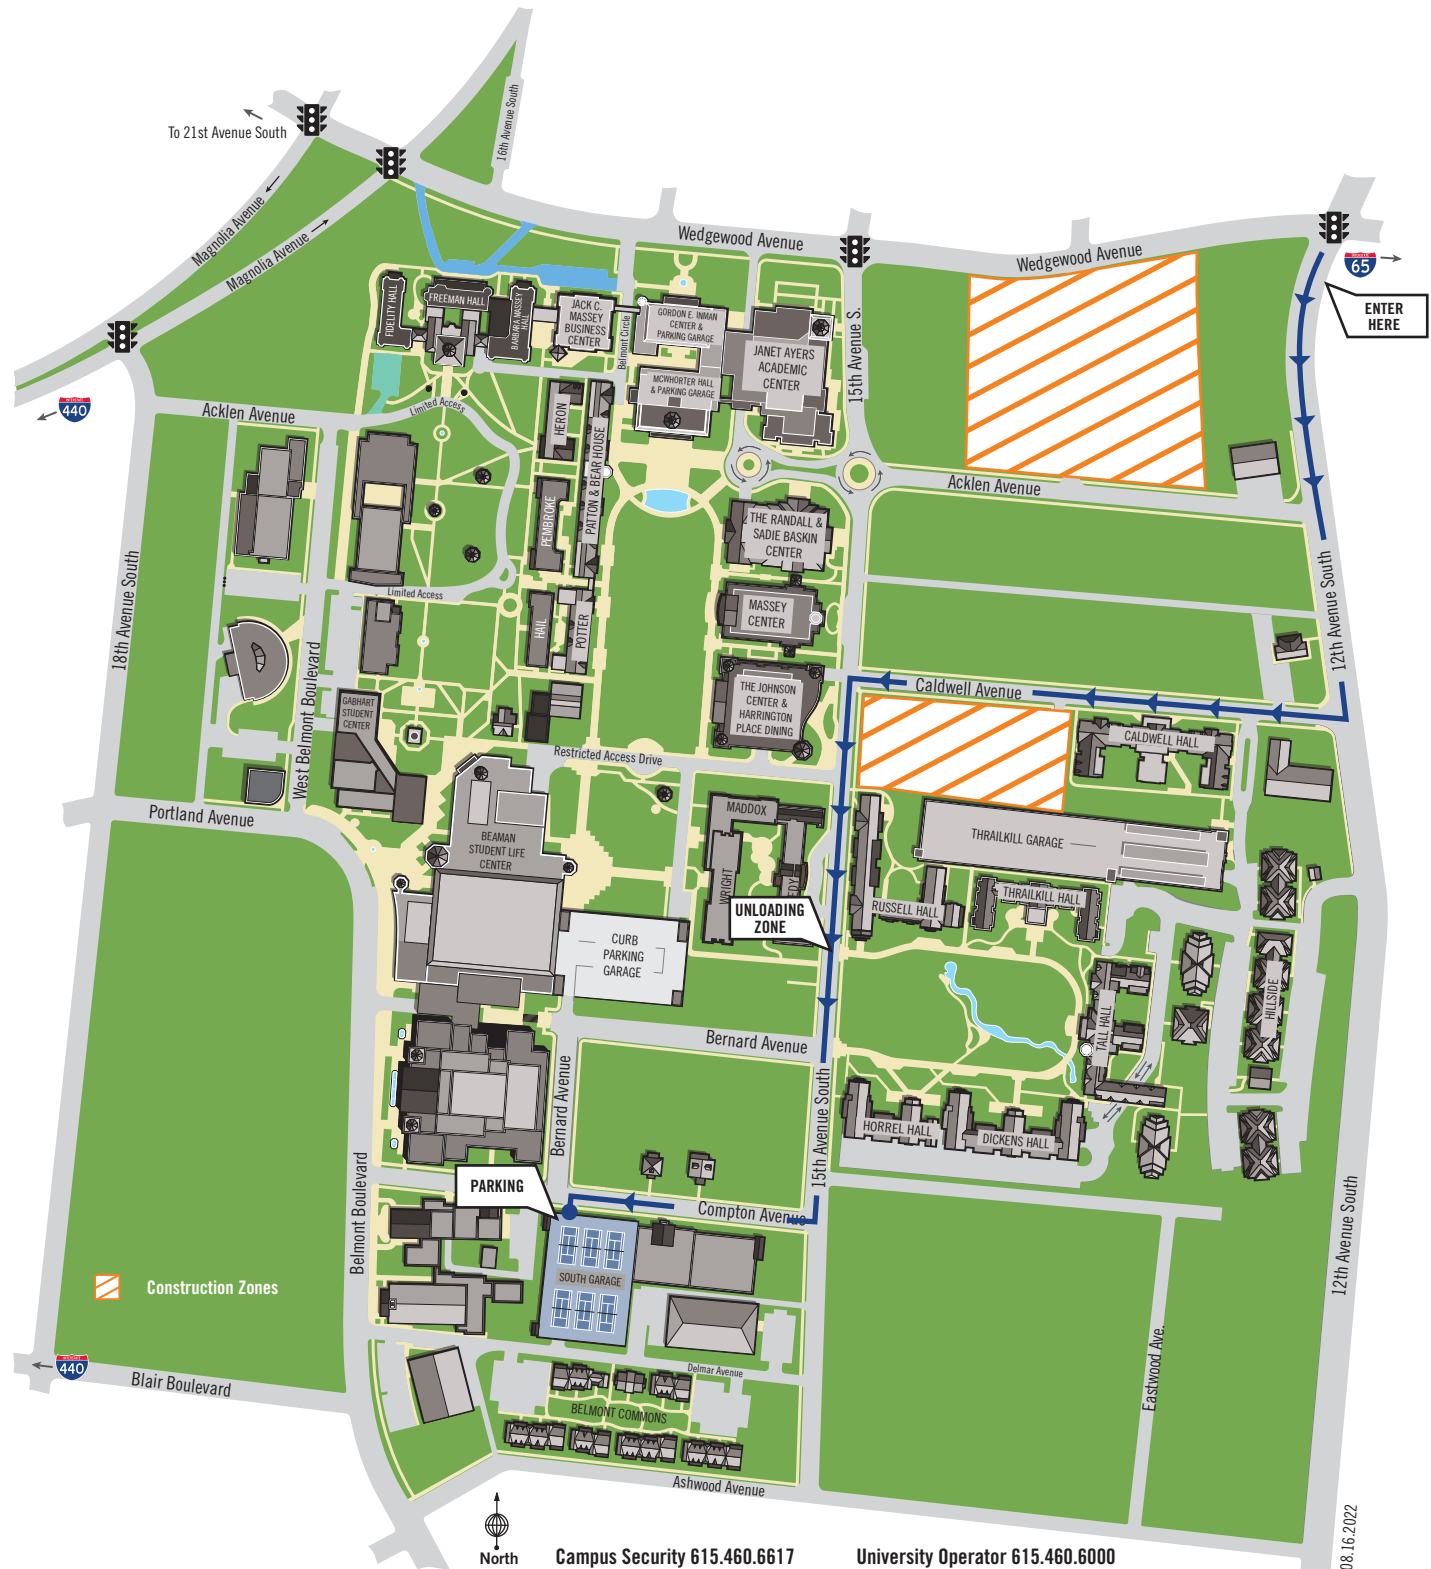 16th Avenue South
To 21st Avenue South
Magnolia Avenue
Magnolia Avenue
Wedgewood Avenue
Wedgewood Avenue
65
ENTER
HERE
FIDELITY HALL
FREEMAN HALL
BARBARA MASSEY
HALL
JACK C.
MASSEY
BUSINESS
CENTER
Belmont Circle
GORDON E. INMAN
CENTER &
PARKING GARAGE
JANET AYERS
ACADEMIC
CENTER
MCWHORTER HALL
& PARKING GARAGE
15th Avenue S.
440
Acklen Avenue
Limited Access
HERON
PATTON & BEAR HOUSE
PEMBROKE
Acklen Avenue
THE RANDALL &
SADIE BASKIN
CENTER
18th Avenue South
Limited Access
HAIL
POTTER
MASSEY
CENTER
12th Avenue South
West Belmont Boulevard
GABHART
STUDENT
CENTER
THE JOHNSON
CENTER &
HARRINGTON
PLACE DINING
Caldwell Avenue
CALDWELL HALL
Restricted Access Drive
Portland Avenue
BEAMAN
STUDENT LIFE
CENTER
MADDOX
WRIGHT
EDY
THRAILKILL GARAGE
THRAILKILL HALL
RUSSELL HALL
UNLOADING
ZONE
CURB
PARKING
GARAGE
TALL HALL
HILLSIDE
Bernard Avenue
Bernard Avenue
15th Avenue South
HORREL HALL
DICKENS HALL
Belmont Boulevard
PARKING
Compton Avenue
12th Avenue South
SOUTH GARAGE
Construction Zones
440
Blair Boulevard
Delmar Avenue
Eastwood Ave.
BELMONT COMMONS
Ashwood Avenue
North
Campus Security 615.460.6617
University Operator 615.460.6000
08.16.2022